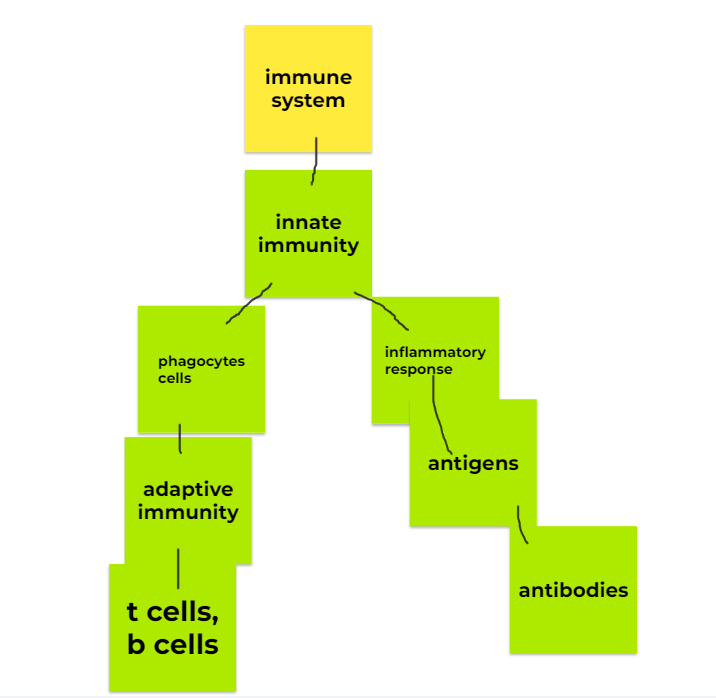 immune
system
innate
immunity
phagocytes
cells
inflammatory
response
adaptive
immunity
antigens
t cells,
b cells
antibodies